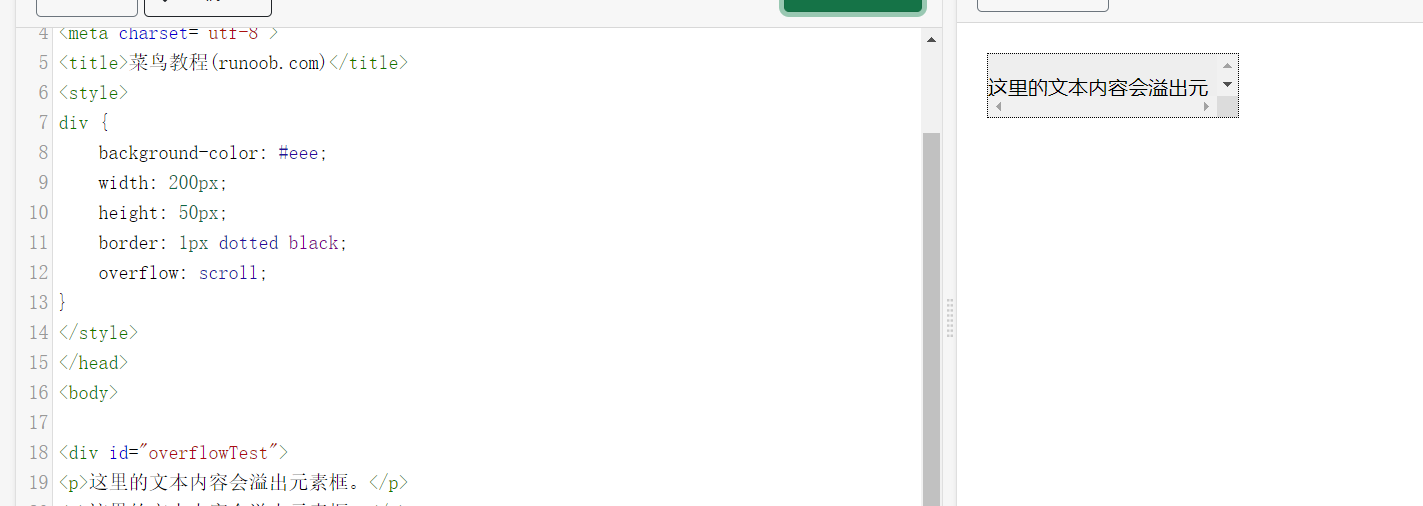 4 <meta charset= utf-8 >
5 <title>菜鸟教程(runoob.com)</title>
6 <style>
7 div {
8 background-color: #eee;
9 width: 200px;
10 height: 50px;
11 border: 1px dotted black;
12 overflow: scroll;
13 }
14 </style>
15 </head>
16 <body>
17
18 <div id="overflowTest">
19 <p>这里的文本内容会溢出元素框。</p>
这里的文本内容会溢出元